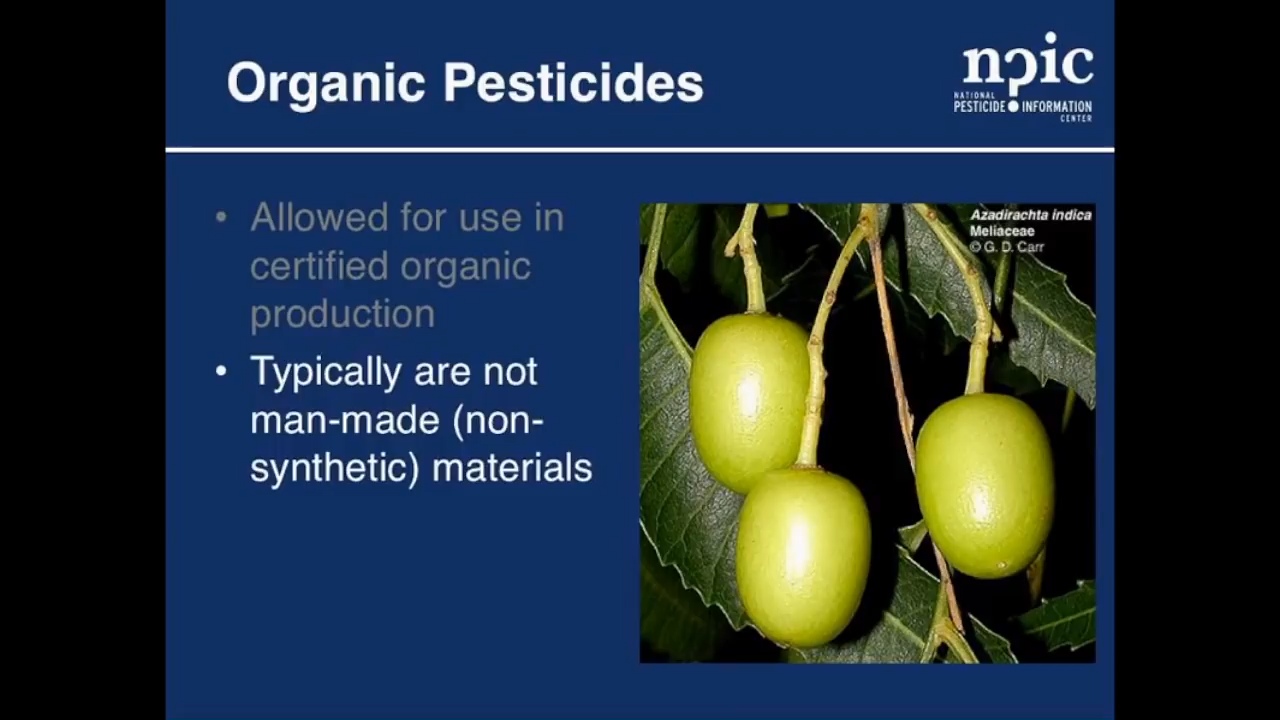 Organic Pesticides
npic
NATIONAL
PESTICIDE INFORMATION
CENTER
• Allowed for use in
certified organic
production
• Typically are not
man-made (non-
synthetic) materials
Azadirachta indica
Meliaceae
© G. D. Carr